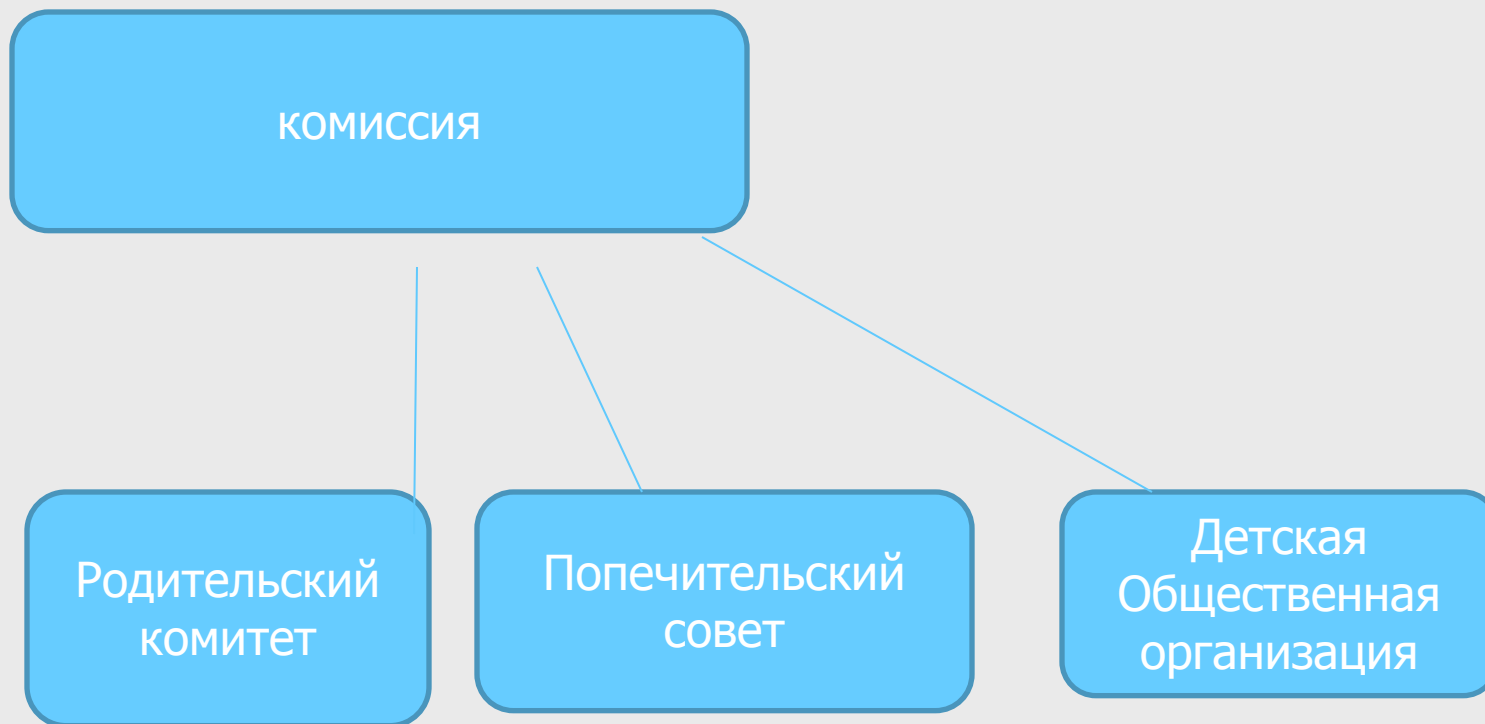 комиссия
Родительский
комитет
Попечительский
совет
Детская
Общественная
организация